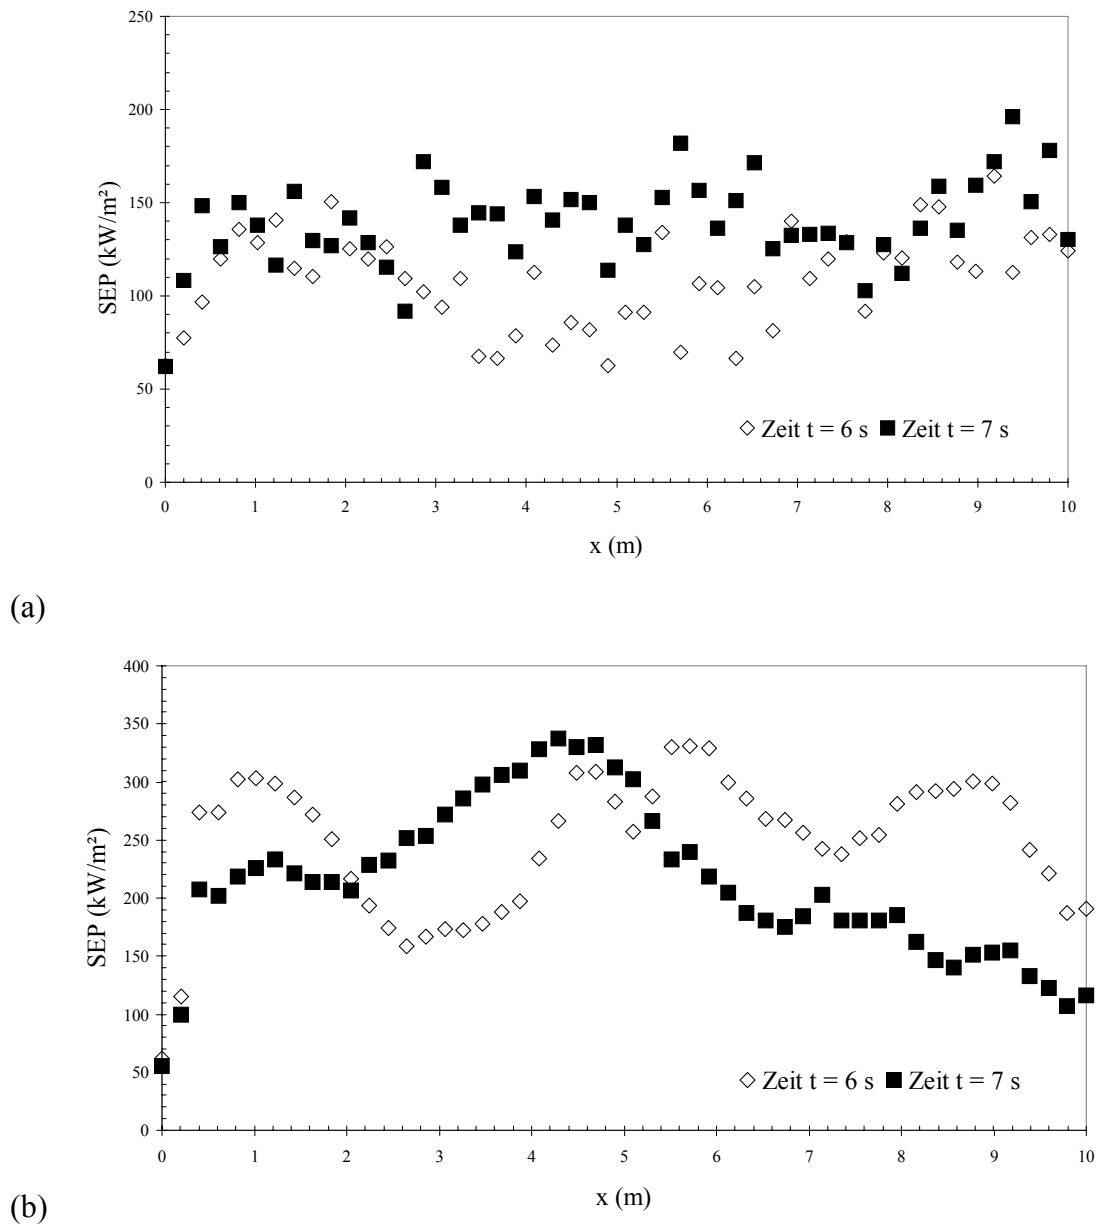 250
200
150
100
50
0
SEP (kW/m²)
◇ Zeit t = 6 s ■ Zeit t = 7 s
0 1 2 3 4 5 6 7 8 9 10
x (m)
(a)
400
350
300
250
200
150
100
50
0
SEP (kW/m²)
◇ Zeit t = 6 s ■ Zeit t = 7 s
0 1 2 3 4 5 6 7 8 9 10
x (m)
(b)